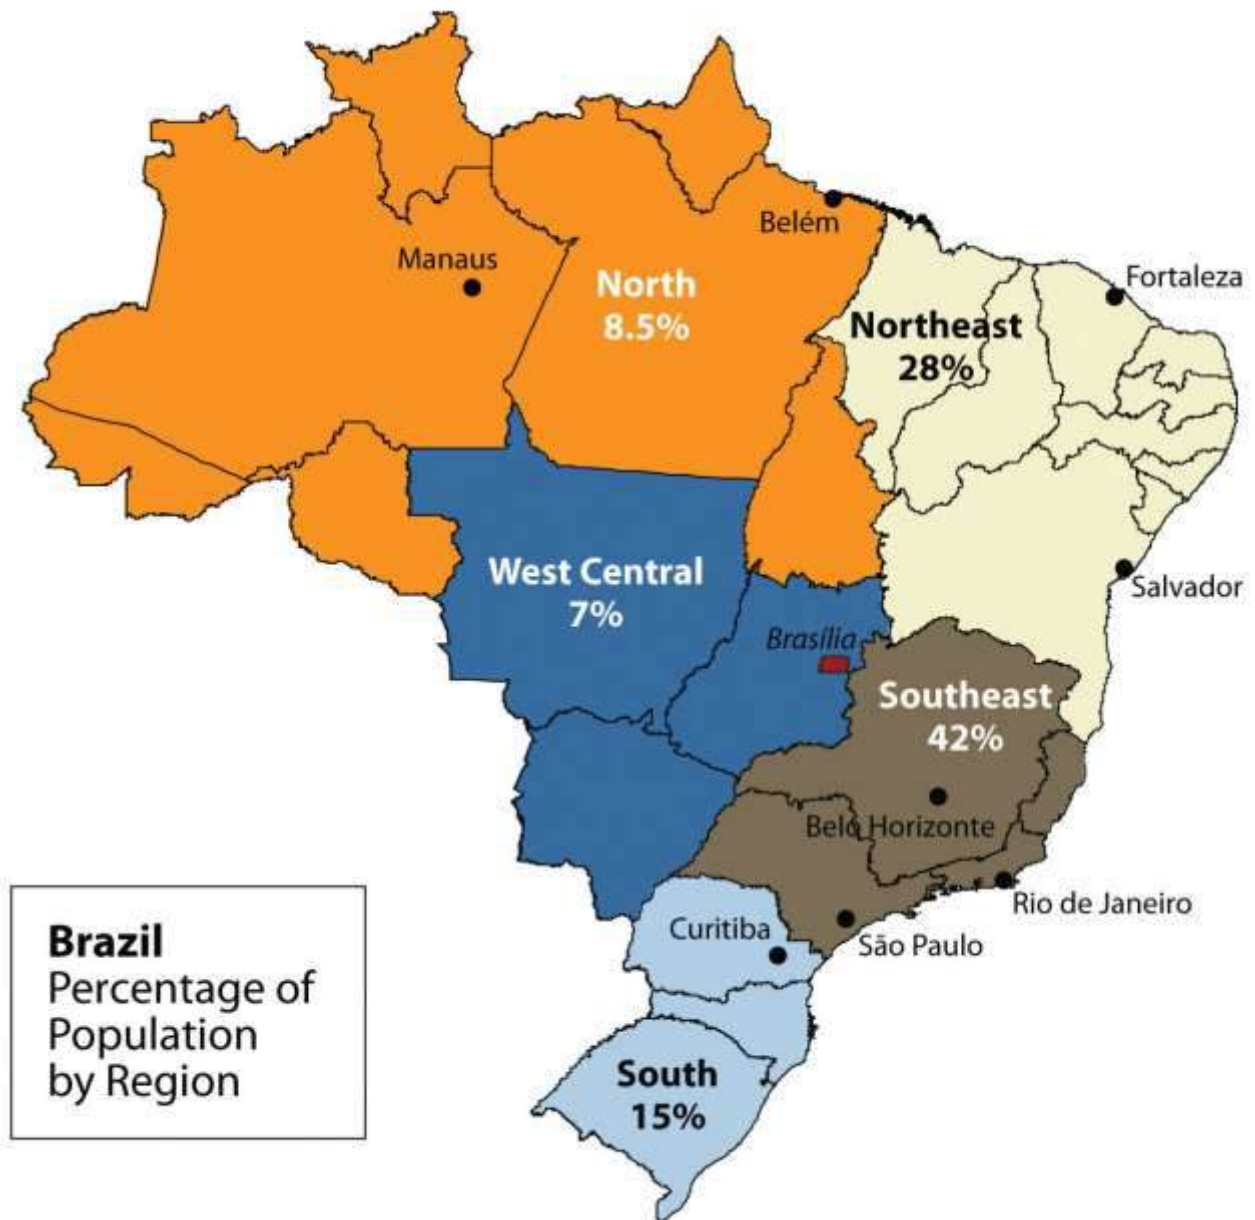 Belém
Manaus
Fortaleza
North
8.5%
Northeast
28%
West Central
7%
Salvador
Brasília
Southeast
42%
Belo Horizonte
Rio de Janeiro
Curitiba
São Paulo
South
15%
Brazil
Percentage of
Population
by Region